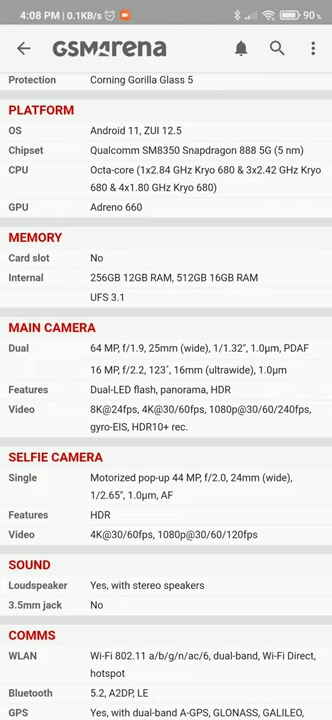 4:08 PM | 0.1KB/s
90%
GSMArena
Protection Corning Gorilla Glass 5
PLATFORM
OS Android 11, ZUI 12.5
Chipset Qualcomm SM8350 Snapdragon 888 5G (5 nm)
CPU Octa-core (1x2.84 GHz Kryo 680 & 3x2.42 GHz Kryo
680 & 4x1.80 GHz Kryo 680)
GPU Adreno 660
MEMORY
Card slot No
Internal 256GB 12GB RAM, 512GB 16GB RAM
UFS 3.1
MAIN CAMERA
Dual 64 MP, f/1.9, 25mm (wide), 1/1.32", 1.0µm, PDAF
16 MP, f/2.2, 123˚, 16mm (ultrawide), 1.0µm
Features Dual-LED flash, panorama, HDR
Video 8K@24fps, 4K@30/60fps, 1080p@30/60/240fps,
gyro-EIS, HDR10+ rec.
SELFIE CAMERA
Single Motorized pop-up 44 MP, f/2.0, 24mm (wide),
1/2.65", 1.0µm, AF
Features HDR
Video 4K@30/60fps, 1080p@30/60/120fps
SOUND
Loudspeaker Yes, with stereo speakers
3.5mm jack No
COMMS
WLAN Wi-Fi 802.11 a/b/g/n/ac/6, dual-band, Wi-Fi Direct,
hotspot
Bluetooth 5.2, A2DP, LE
GPS Yes, with dual-band A-GPS, GLONASS, GALILEO,